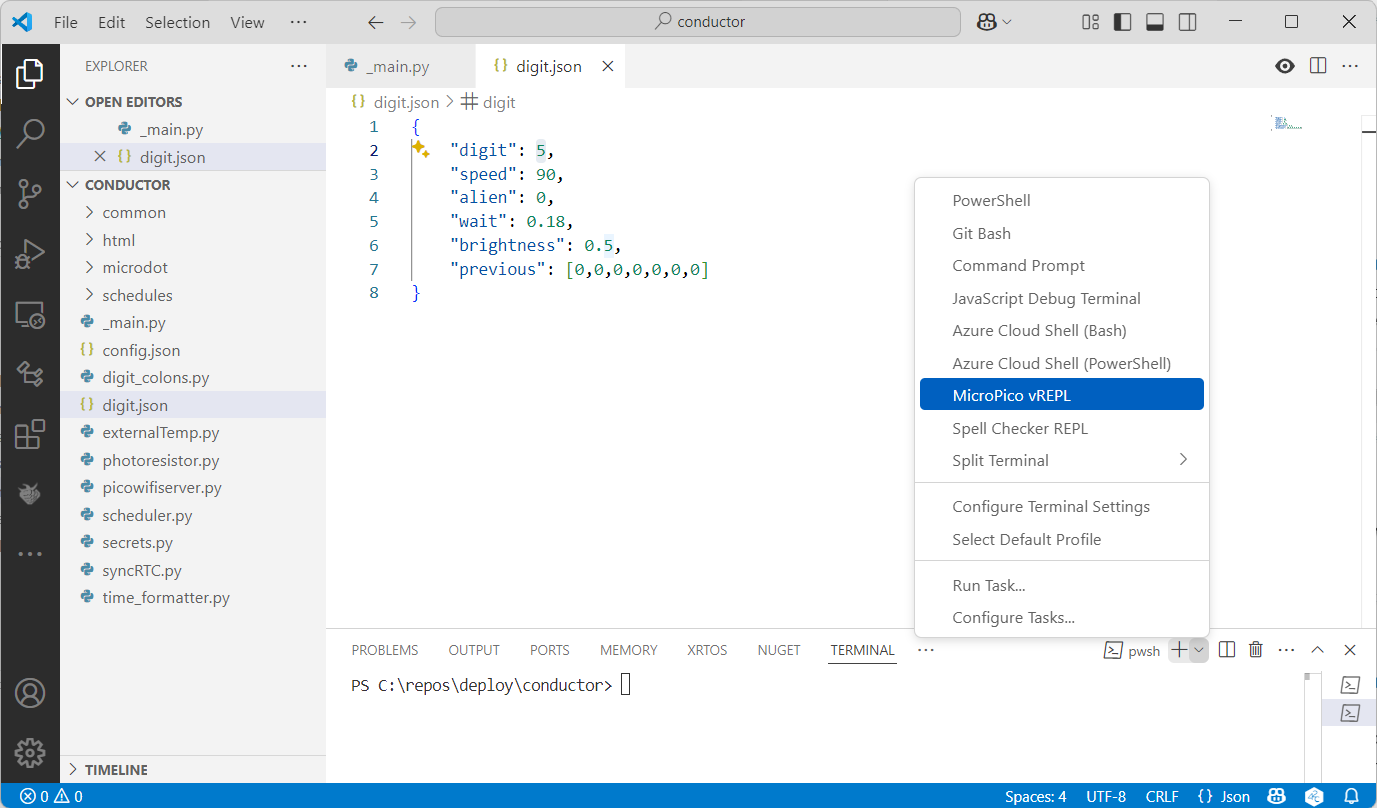 File Edit Selection View ··· conductor
EXPLORER ···
OPEN EDITORS
_main.py
digit.json
CONDUCTOR
common
html
microdot
schedules
_main.py
config.json
digit_colons.py
digit.json
externalTemp.py
photoresistor.py
picowifiserver.py
scheduler.py
secrets.py
syncRTC.py
time_formatter.py
TIMELINE
_main.py {} digit.json
{} digit.json > digit
1 {
2 "digit": 5,
3 "speed": 90,
4 "alien": 0,
5 "wait": 0.18,
6 "brightness": 0.5,
7 "previous": [0,0,0,0,0,0,0]
8 }
PowerShell
Git Bash
Command Prompt
JavaScript Debug Terminal
Azure Cloud Shell (Bash)
Azure Cloud Shell (PowerShell)
MicroPico vREPL
Spell Checker REPL
Split Terminal
Configure Terminal Settings
Select Default Profile
Run Task...
Configure Tasks...
PROBLEMS OUTPUT PORTS MEMORY XRTOS NUGET TERMINAL ··· pwsh
PS C:\repos\deploy\conductor>
0 0 Spaces: 4 UTF-8 CRLF {} Json